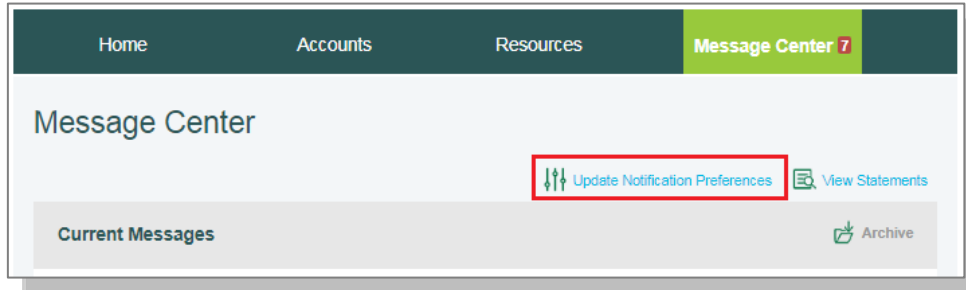 Home Accounts Resources Message Center 7
Message Center
Update Notification Preferences View Statements
Current Messages Archive